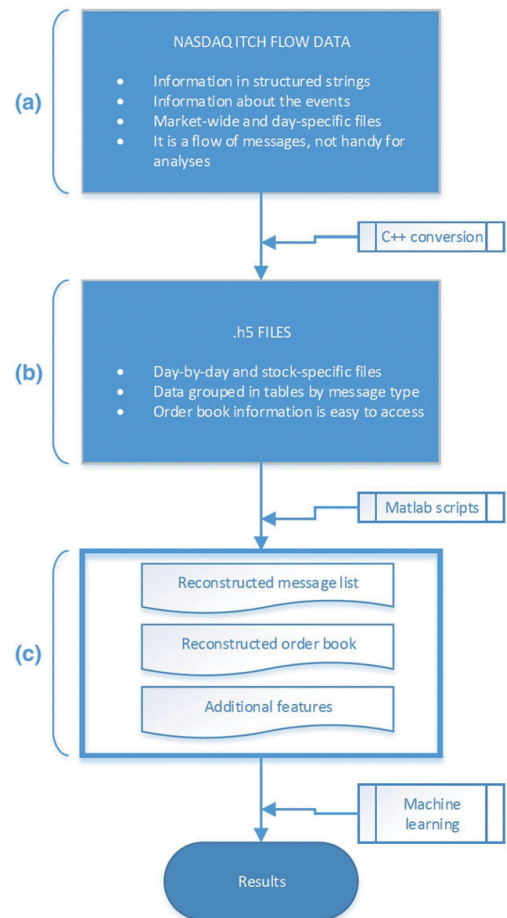 (a)
NASDAQ ITCH FLOW DATA
• Information in structured strings
• Information about the events
• Market-wide and day-specific files
• It is a flow of messages, not handy for
analyses
C++ conversion
(b)
.h5 FILES
• Day-by-day and stock-specific files
• Data grouped in tables by message type
• Order book information is easy to access
Matlab scripts
(c)
Reconstructed message list
Reconstructed order book
Additional features
Machine
learning
Results